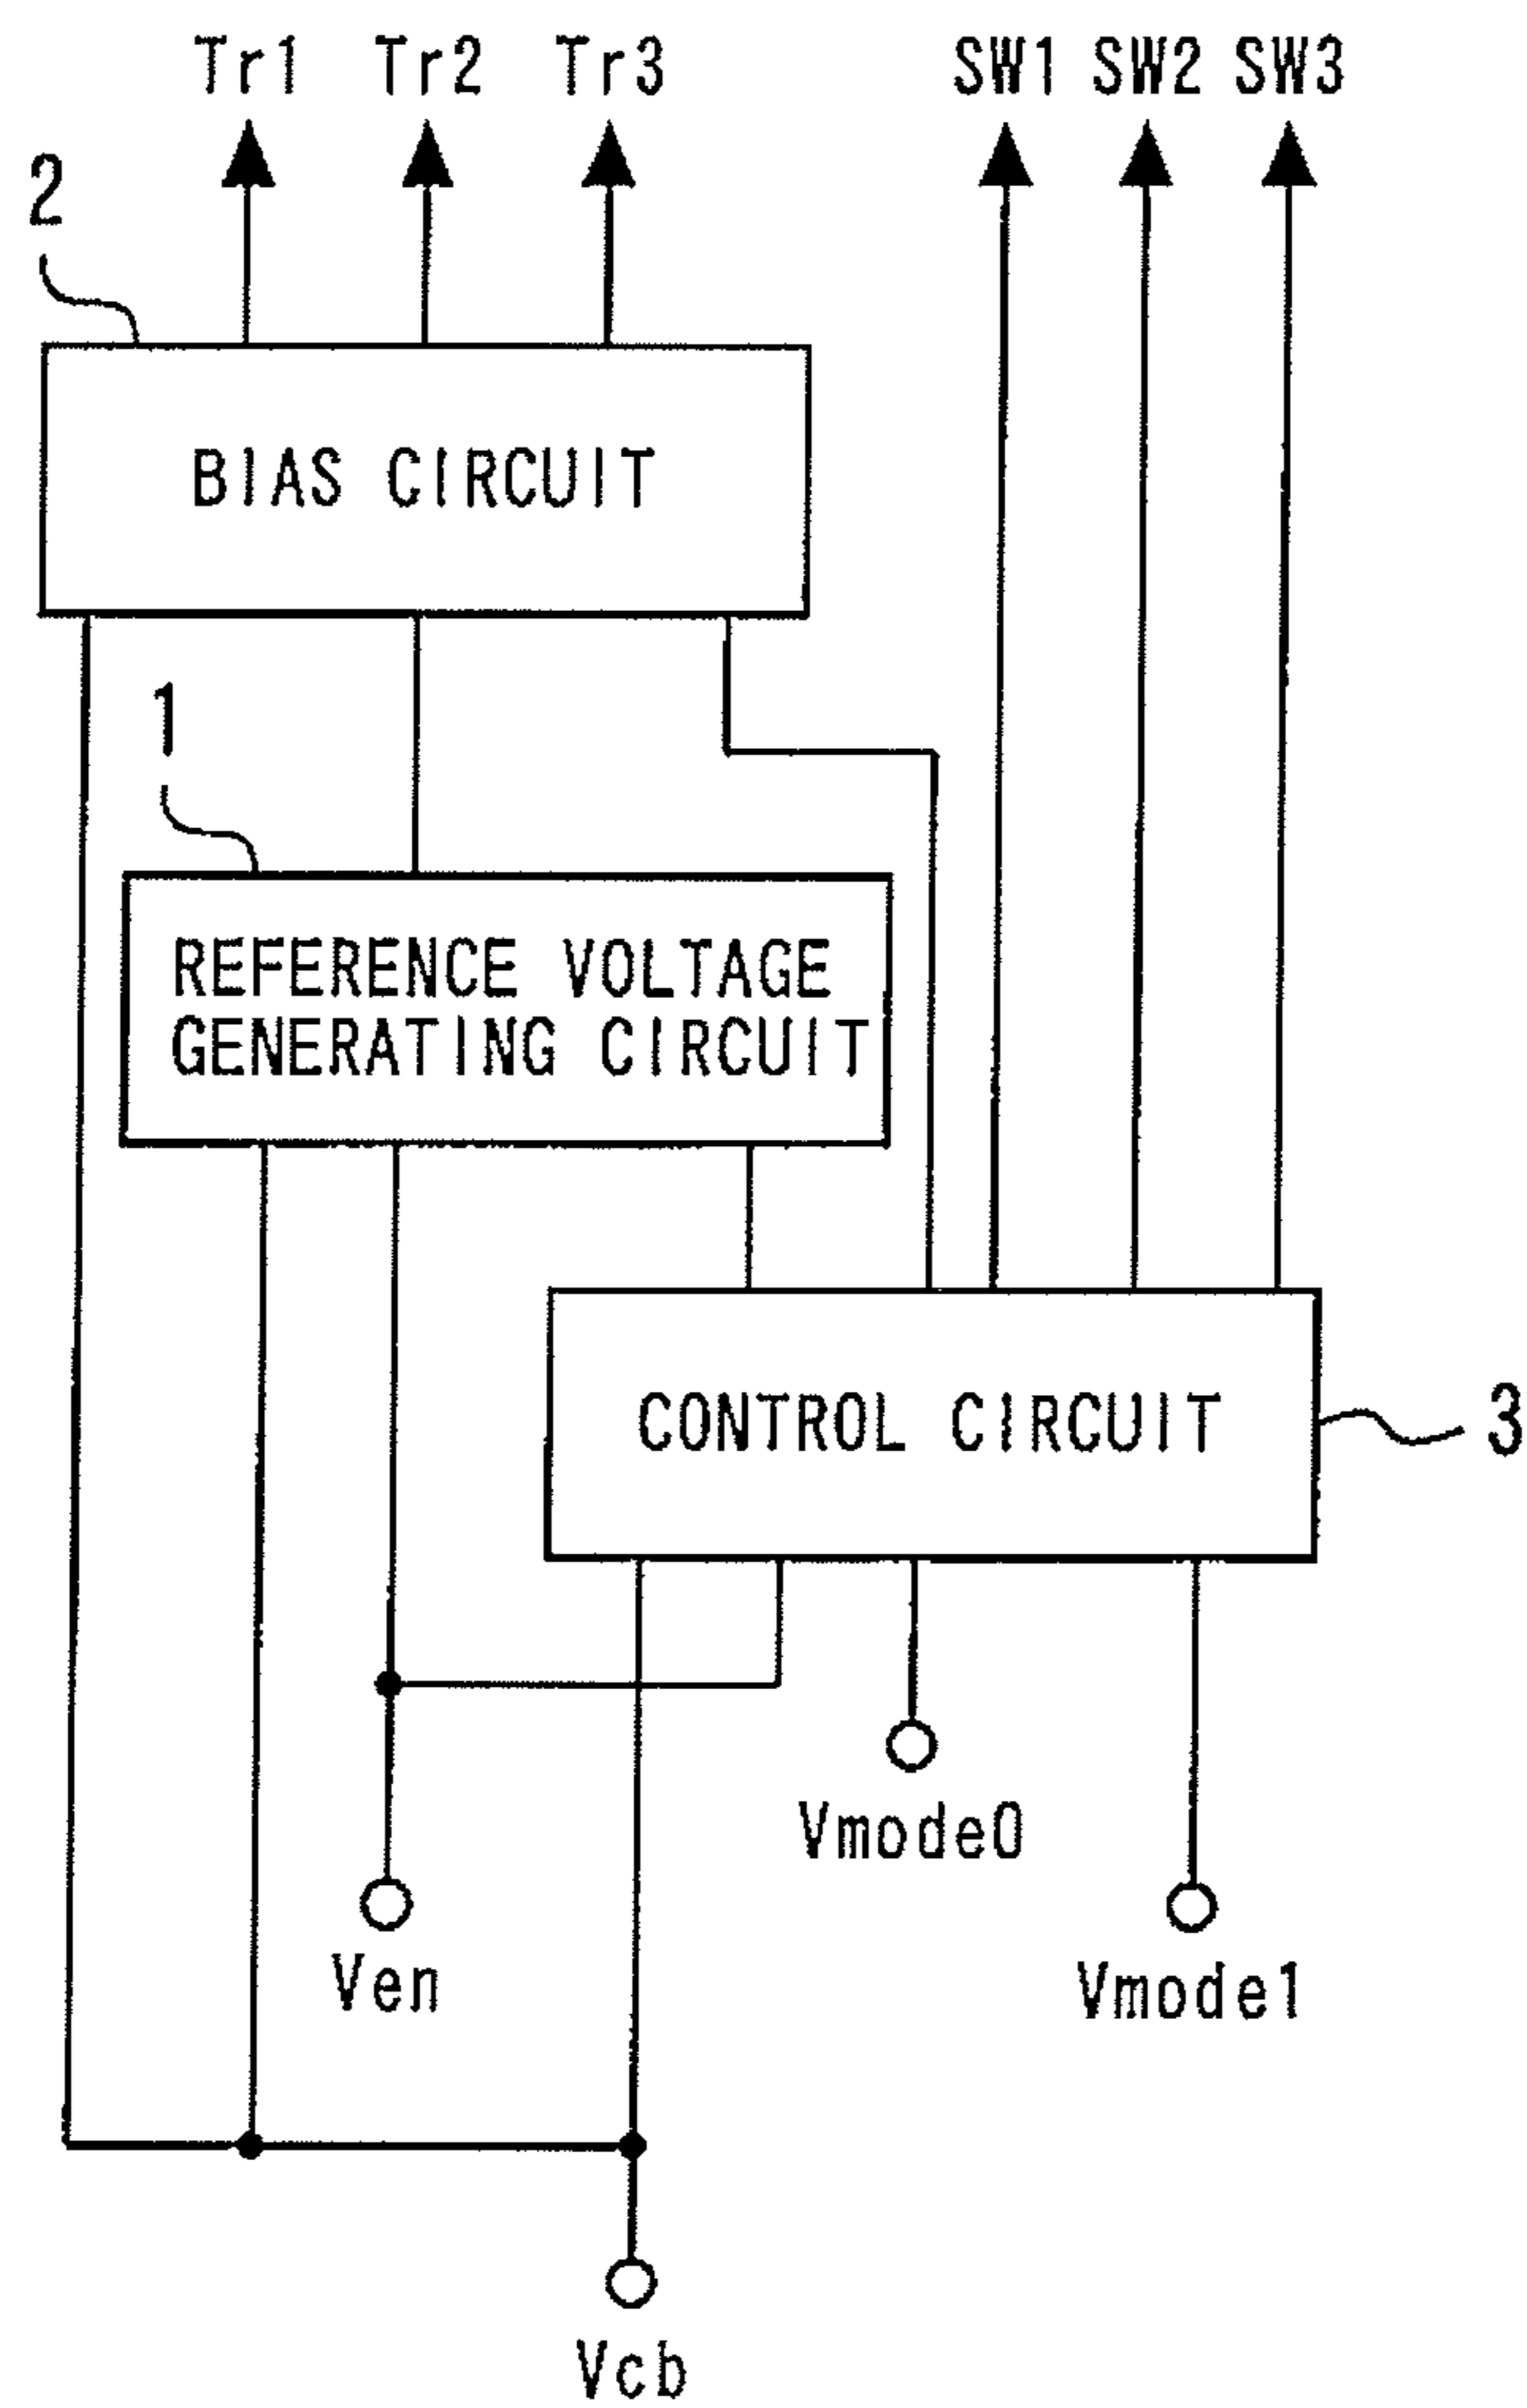 Tr1 Tr2 Tr3 SW1 SW2 SW3
2
BIAS CIRCUIT
1
REFERENCE VOLTAGE
GENERATING CIRCUIT
CONTROL CIRCUIT
3
Vmode0
Ven
Vmode1
Vcb